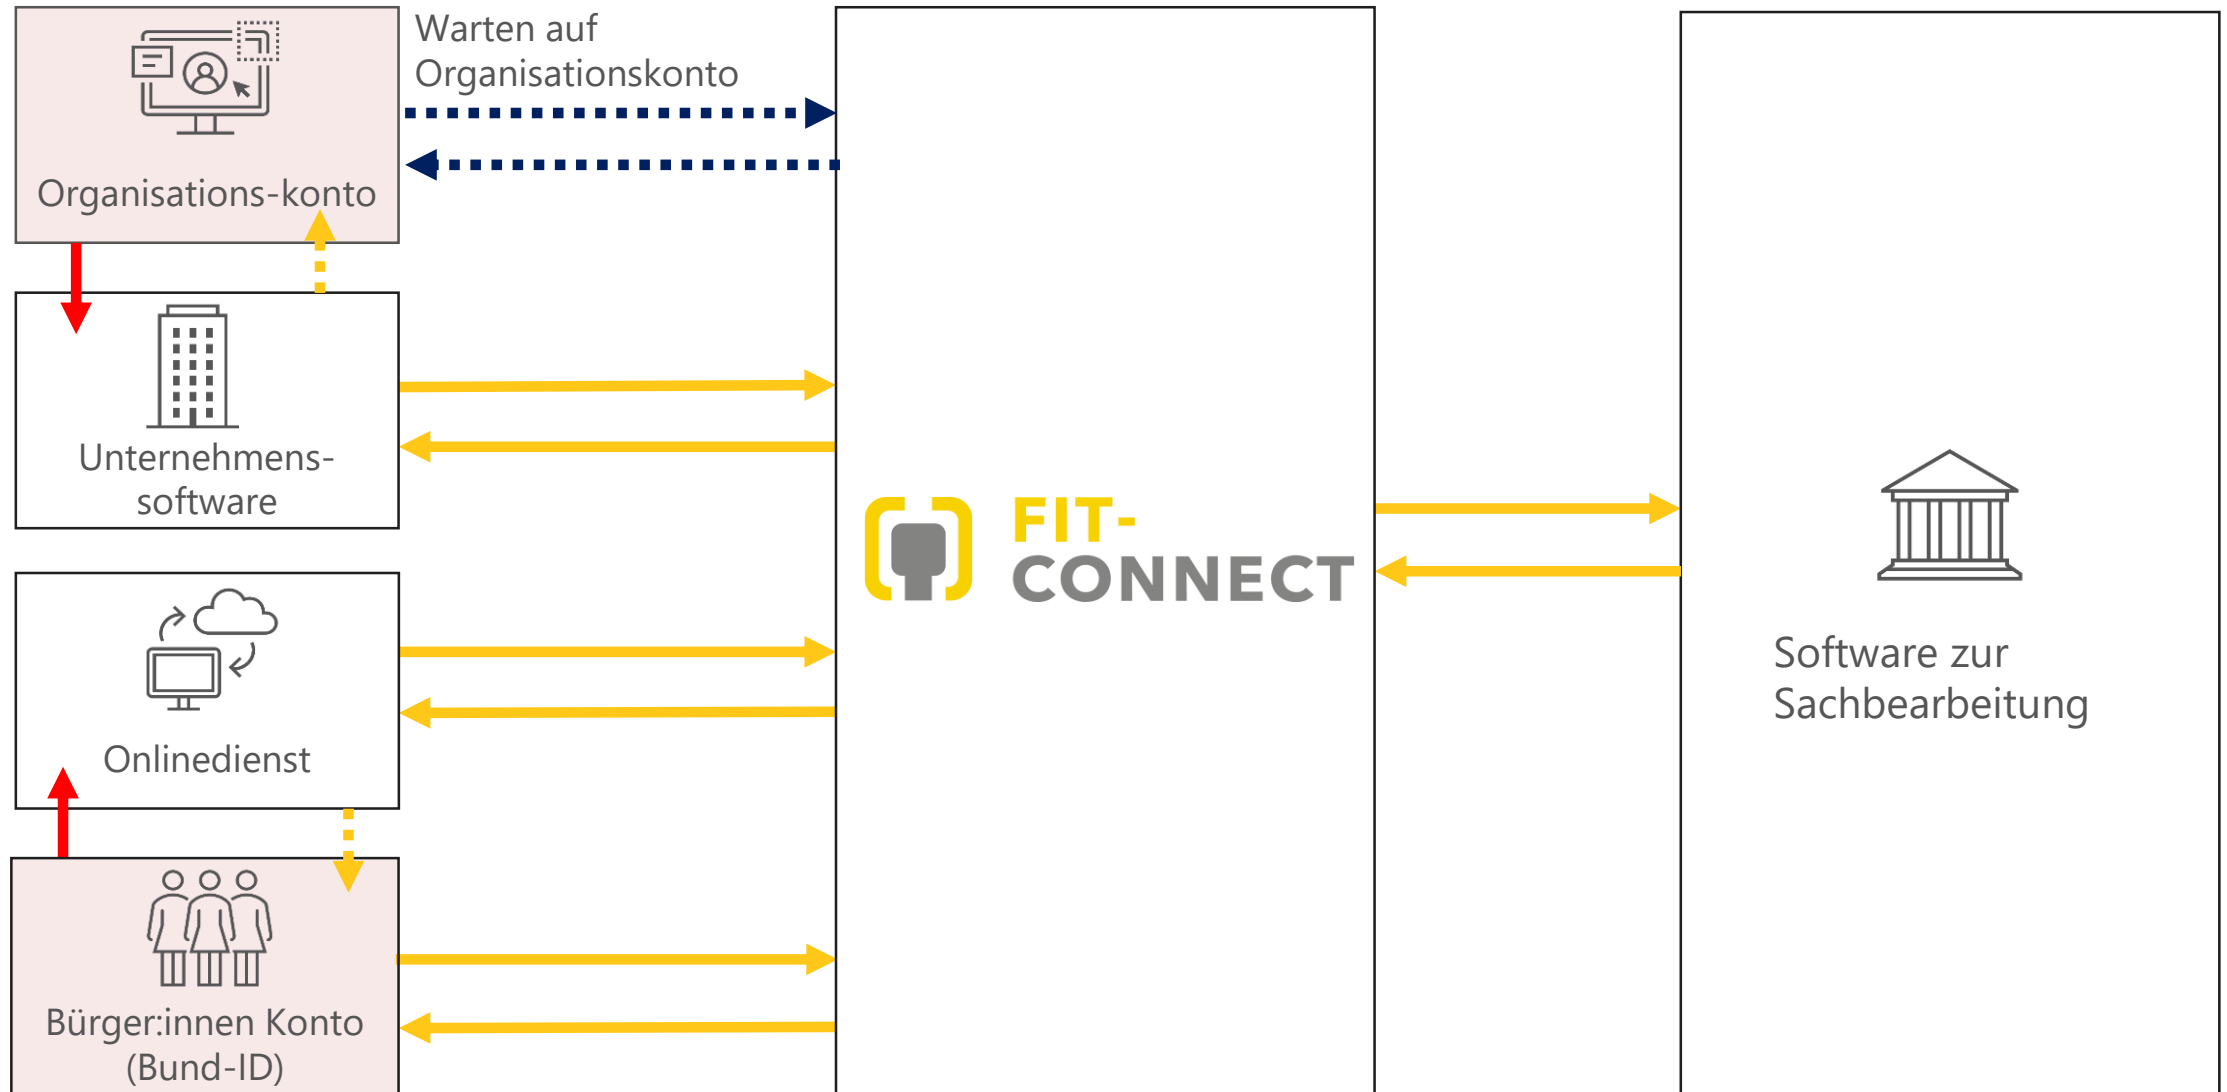 Warten auf
Organisationskonto
Organisations-konto
Unternehmens-
software
Onlinedienst
Bürger:innen Konto
(Bund-ID)
FIT-
CONNECT
Software zur
Sachbearbeitung